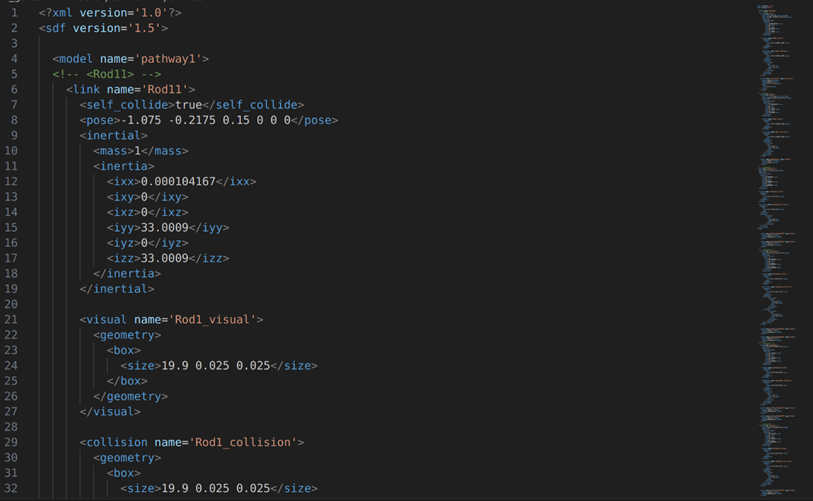 1 <?xml version='1.0'?>
2 <sdf version='1.5'>
3
4 <model name='pathway1'>
5 <!-- <Rod11> -->
6 <link name='Rod11'>
7 <self_collide>true</self_collide>
8 <pose>-1.075 -0.2175 0.15 0 0 0</pose>
9 <inertial>
10 <mass>1</mass>
11 <inertia>
12 <ixx>0.000104167</ixx>
13 <ixy>0</ixy>
14 <ixz>0</ixz>
15 <iyy>33.0009</iyy>
16 <iyz>0</iyz>
17 <izz>33.0009</izz>
18 </inertia>
19 </inertial>
20
21 <visual name='Rod1_visual'>
22 <geometry>
23 <box>
24 <size>19.9 0.025 0.025</size>
25 </box>
26 </geometry>
27 </visual>
28
29 <collision name='Rod1_collision'>
30 <geometry>
31 <box>
32 <size>19.9 0.025 0.025</size>